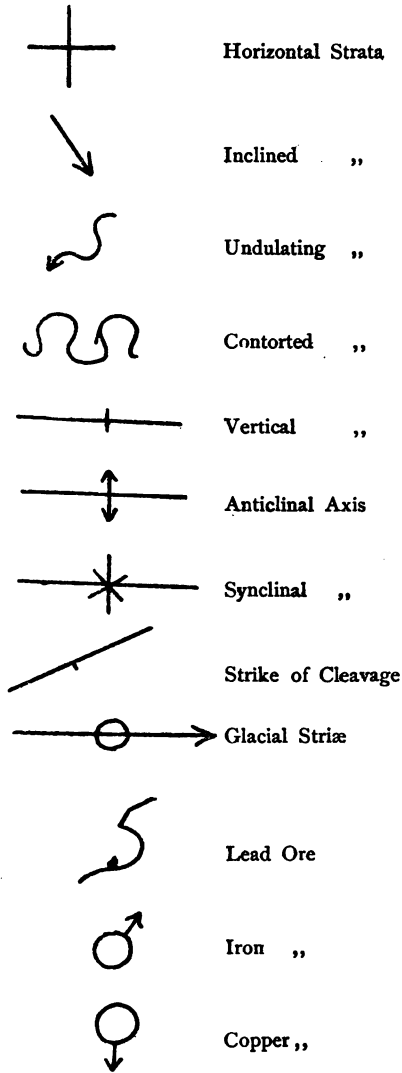 Horizontal Strata
Inclined „
Undulating „
Contorted „
Vertical „
Anticlinal Axis
Synclinal „
Strike of Cleavage
Glacial Striæ
Lead Ore
Iron „
Copper „